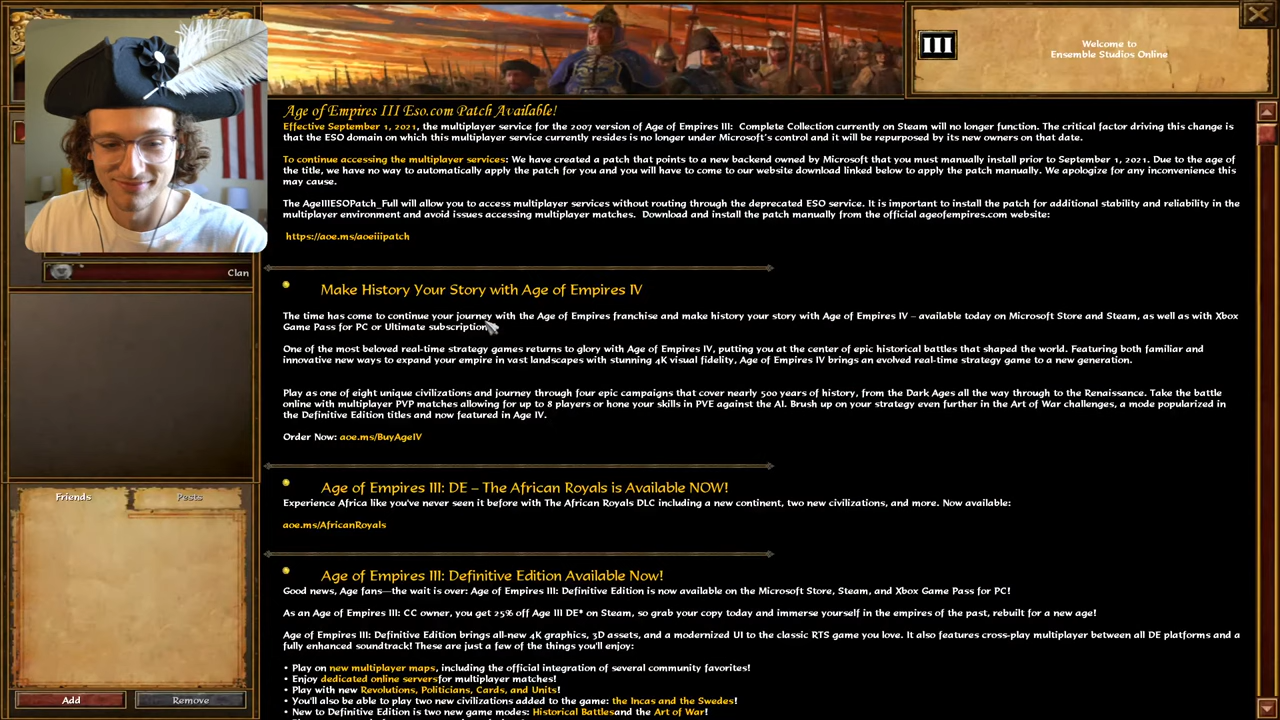 III
Welcome to
Ensemble Studios Online
Age of Empires III Eso.com Patch Available!
Effective September 1, 2021, the multiplayer service for the 2007 version of Age of Empires III: Complete Collection currently on Steam will no longer function. The critical factor driving this change is
that the ESO domain on which this multiplayer service currently resides is no longer under Microsoft's control and it will be repurposed by its new owners on that date.
To continue accessing the multiplayer services: We have created a patch that points to a new backend owned by Microsoft that you must manually install prior to September 1, 2021. Due to the age of
the title, we have no way to automatically apply the patch for you and you will have to come to our website download linked below to apply the patch manually. We apologize for any inconvenience this
may cause.
The AgeIIIESOPatch_Full will allow you to access multiplayer services without routing through the deprecated ESO service. It is important to install the patch for additional stability and reliability in the
multiplayer environment and avoid issues accessing multiplayer matches. Download and install the patch manually from the official ageofempires.com website:
https://aoe.ms/aoeiiipatch
Clan
Make History Your Story with Age of Empires IV
The time has come to continue your journey with the Age of Empires franchise and make history your story with Age of Empires IV – available today on Microsoft Store and Steam, as well as with Xbox
Game Pass for PC or Ultimate subscription
One of the most beloved real-time strategy games returns to glory with Age of Empires IV, putting you at the center of epic historical battles that shaped the world. Featuring both familiar and
innovative new ways to expand your empire in vast landscapes with stunning 4K visual fidelity, Age of Empires IV brings an evolved real-time strategy game to a new generation.
Play as one of eight unique civilizations and journey through four epic campaigns that cover nearly 500 years of history, from the Dark Ages all the way through to the Renaissance. Take the battle
online with multiplayer PVP matches allowing for up to 8 players or hone your skills in PVE against the AI. Brush up on your strategy even further in the Art of War challenges, a mode popularized in
the Definitive Edition titles and now featured in Age IV.
Order Now: aoe.ms/BuyAgeIV
Age of Empires III: DE – The African Royals is Available NOW!
Experience Africa like you've never seen it before with The African Royals DLC including a new continent, two new civilizations, and more. Now available:
aoe.ms/AfricanRoyals
Friends
Posts
Age of Empires III: Definitive Edition Available Now!
Good news, Age fans—the wait is over: Age of Empires III: Definitive Edition is now available on the Microsoft Store, Steam, and Xbox Game Pass for PC!
As an Age of Empires III: CC owner, you get 25% off Age III DE* on Steam, so grab your copy today and immerse yourself in the empires of the past, rebuilt for a new age!
Age of Empires III: Definitive Edition brings all-new 4K graphics, 3D assets, and a modernized UI to the classic RTS game you love. It also features cross-play multiplayer between all DE platforms and a
fully enhanced soundtrack! These are just a few of the things you'll enjoy:
• Play on new multiplayer maps, including the official integration of several community favorites!
• Enjoy dedicated online serversfor multiplayer matches!
• Play with new Revolutions, Politicians, Cards, and Units!
• You'll also be able to play two new civilizations added to the game: the Incas and the Swedes!
• New to Definitive Edition is two new game modes: Historical Battlesand the Art of War!
Add
Remove